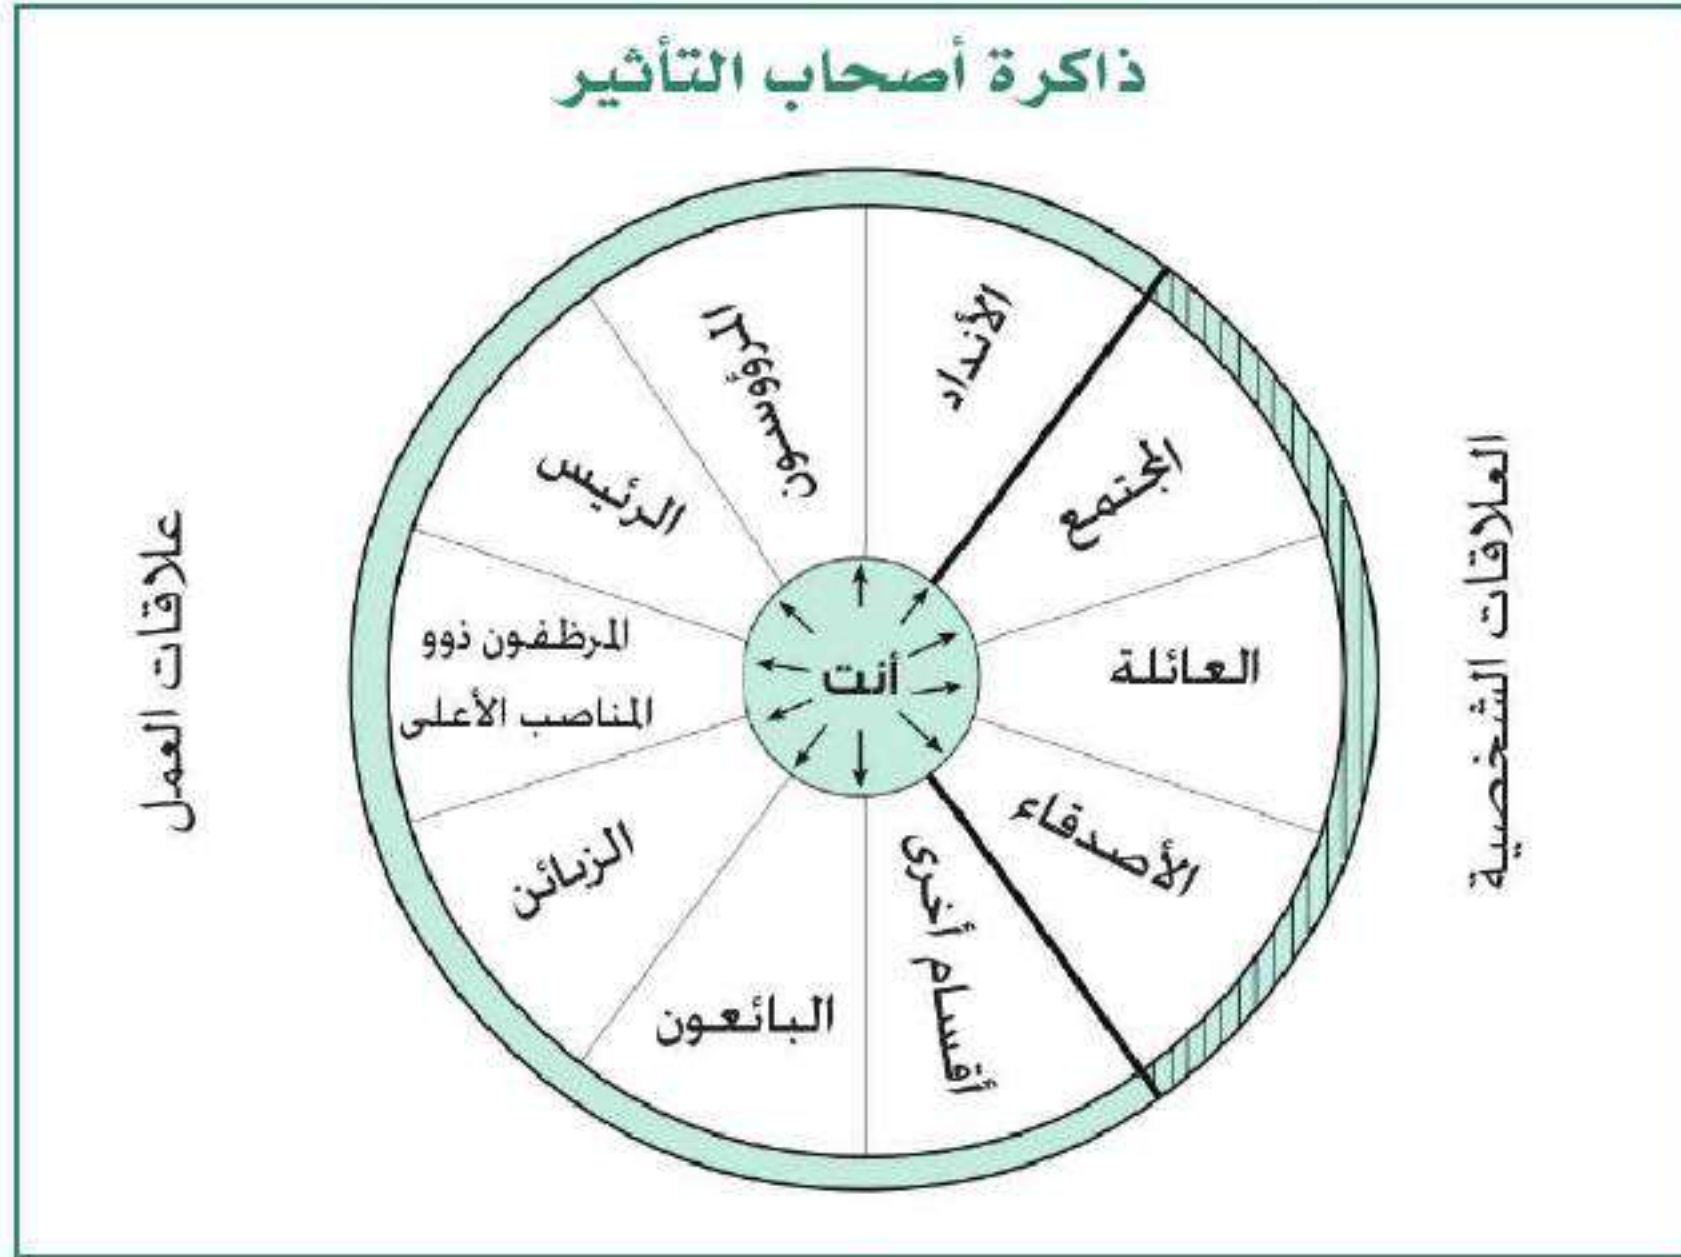 ذاكرة أصحاب التأثير
الأنداد
المرؤوسون
المجتمع
الرئيس
العائلة
المرظفون ذوو
المناصب الأعلى
أنت
الأصدقاء
الزبائن
أقسام أخرى
البائعون
العلاقات الشخصية
علاقات العمل